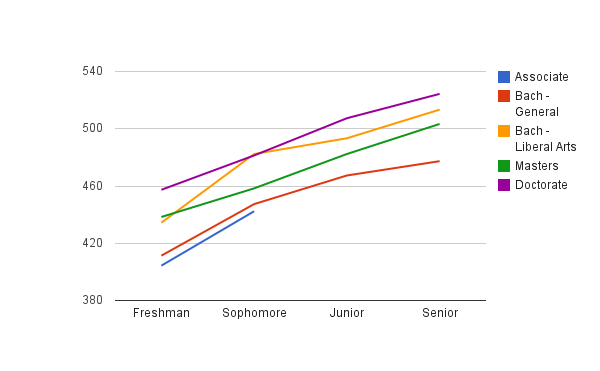 540
500
460
420
380
Freshman
Sophomore
Junior
Senior
Associate
Bach -
General
Bach -
Liberal Arts
Masters
Doctorate